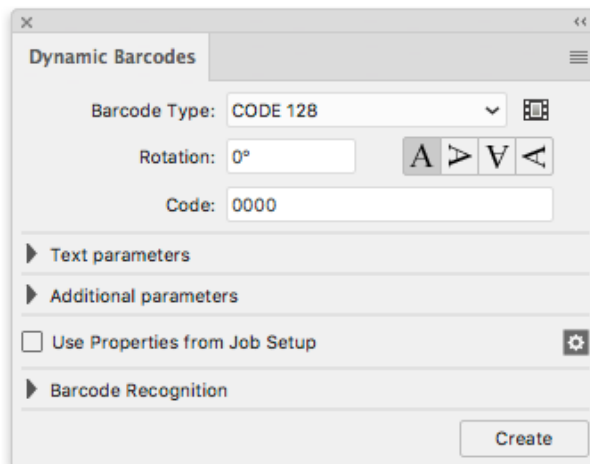 Dynamic Barcodes
Barcode Type: CODE 128
Rotation: 0° A A A A
Code: 0000
Text parameters
Additional parameters
Use Properties from Job Setup
Barcode Recognition
Create